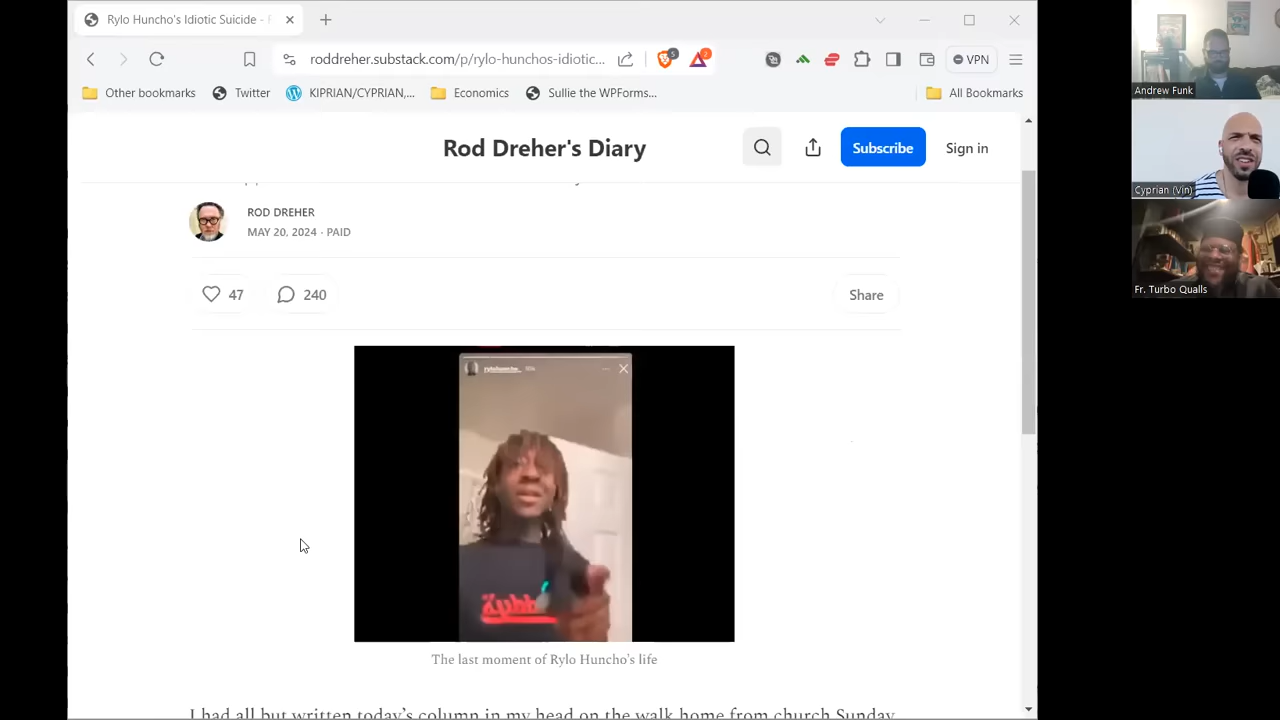 Rylo Huncho's Idiotic Suicide -
roddreher.substack.com/p/rylo-hunchos-idiotic...
5
2
VPN
Other bookmarks
Twitter
KIPRIAN/CYPRIAN,...
Economics
Sullie the WPForms...
All Bookmarks
Rod Dreher's Diary
Subscribe
Sign in
ROD DREHER
MAY 20, 2024 · PAID
47
240
Share
The last moment of Rylo Huncho's life
I had all but written today's column in my head on the walk home from church Sunday
Andrew Funk
Cyprian (Vin)
Fr. Turbo Qualls